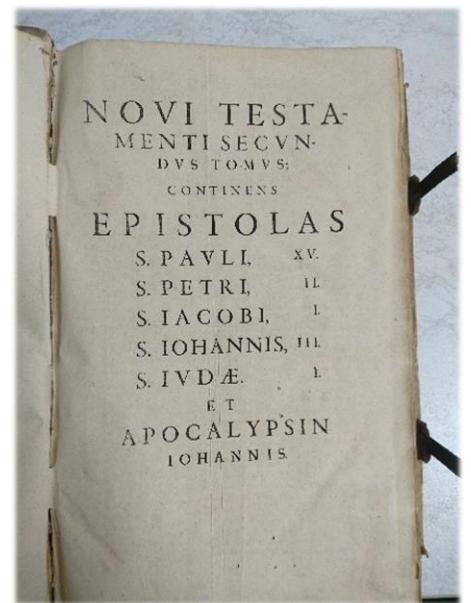 NOVI TESTA-
MENTI SECVN-
DVS TOMVS;
CONTINENS
EPISTOLAS
S. PAVLI, XV.
S. PETRI, II.
S. IACOBI, I.
S. IOHANNIS, III.
S. IVDÆ. I.
ET
APOCALYPSIN
IOHANNIS.